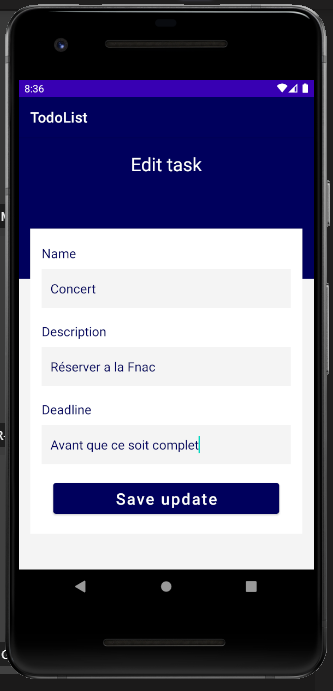 8:36
TodoList
Edit task
Name
Concert
Description
Réserver a la Fnac
Deadline
Avant que ce soit complet
Save update